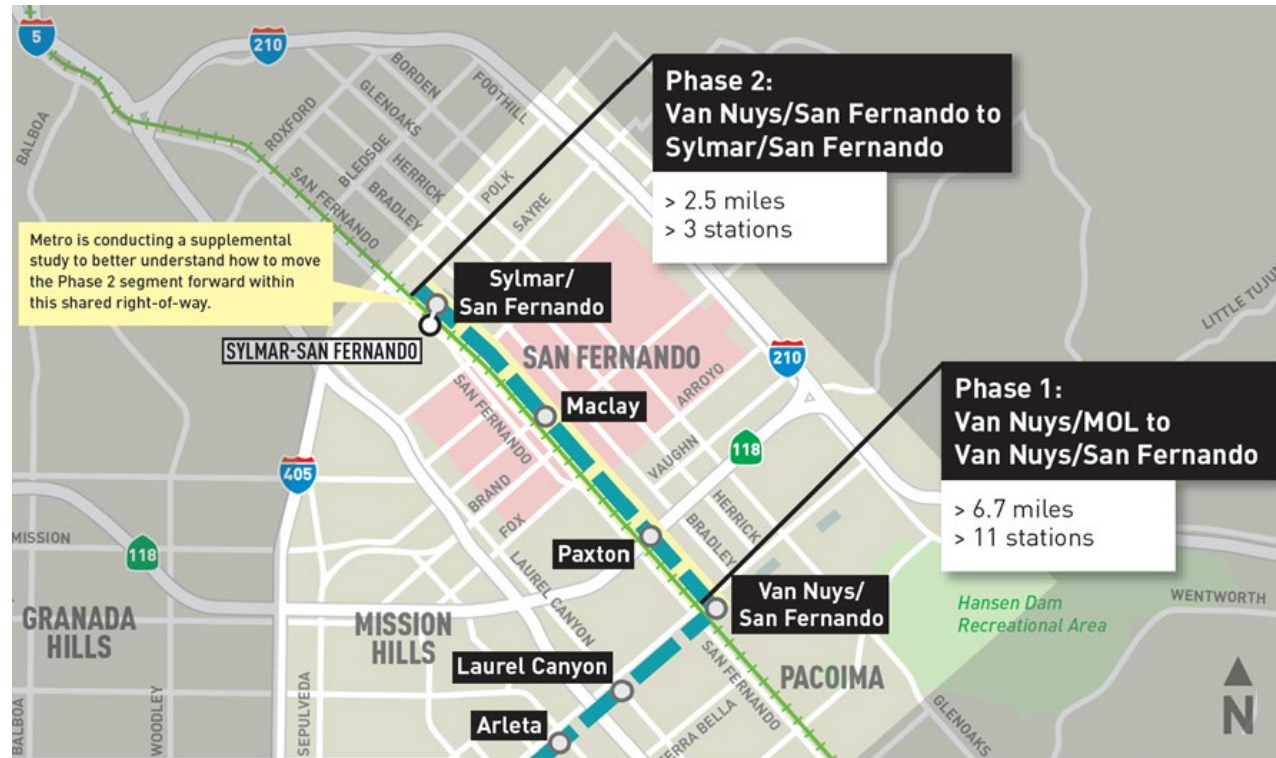 5
210
BALBOA
ROXFORD
BORDEN
GLENOAKS
FOOTHILL
BLEDSOE
HERRICK
BRADLEY
SAN FERNANDO
POLK
SAYRE
Phase 2:
Van Nuys/San Fernando to
Sylmar/San Fernando
> 2.5 miles
> 3 stations
Metro is conducting a supplemental
study to better understand how to move
the Phase 2 segment forward within
this shared right-of-way.
Sylmar/
San Fernando
SYLMAR-SAN FERNANDO
SAN FERNANDO
LITTLE TUJU
210
Maclay
SAN FERNANDO
ARROYO
Phase 1:
Van Nuys/MOL to
Van Nuys/San Fernando
> 6.7 miles
> 11 stations
118
VAUGHN
405
BRAND
FOX
HERRICK
BRADLEY
MISSION
118
Paxton
LAUREL CANYON
Van Nuys/
San Fernando
Hansen Dam
Recreational Area
WENTWORTH
GRANADA
HILLS
MISSION
HILLS
Laurel Canyon
SAN FERNANDO
PACOIMA
Arleta
ERRA BELLA
GLENOAKS
BALBOA
WOODLEY
SEPULVEDA
N